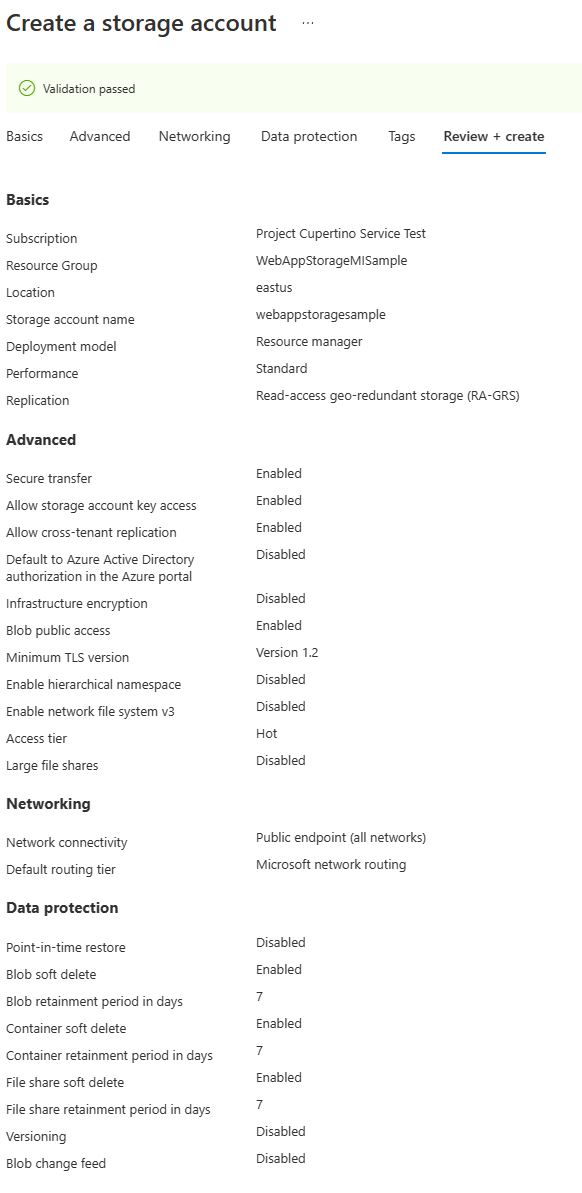 Create a storage account ...
Validation passed
Basics Advanced Networking Data protection Tags Review + create
Basics
Subscription Project Cupertino Service Test
Resource Group WebAppStorageMISample
Location eastus
Storage account name webappstoragesample
Deployment model Resource manager
Performance Standard
Replication Read-access geo-redundant storage (RA-GRS)
Advanced
Secure transfer Enabled
Allow storage account key access Enabled
Allow cross-tenant replication Enabled
Default to Azure Active Directory Disabled
authorization in the Azure portal
Infrastructure encryption Disabled
Blob public access Enabled
Minimum TLS version Version 1.2
Enable hierarchical namespace Disabled
Enable network file system v3 Disabled
Access tier Hot
Large file shares Disabled
Networking
Network connectivity Public endpoint (all networks)
Default routing tier Microsoft network routing
Data protection
Point-in-time restore Disabled
Blob soft delete Enabled
Blob retainment period in days 7
Container soft delete Enabled
Container retainment period in days 7
File share soft delete Enabled
File share retainment period in days 7
Versioning Disabled
Blob change feed Disabled